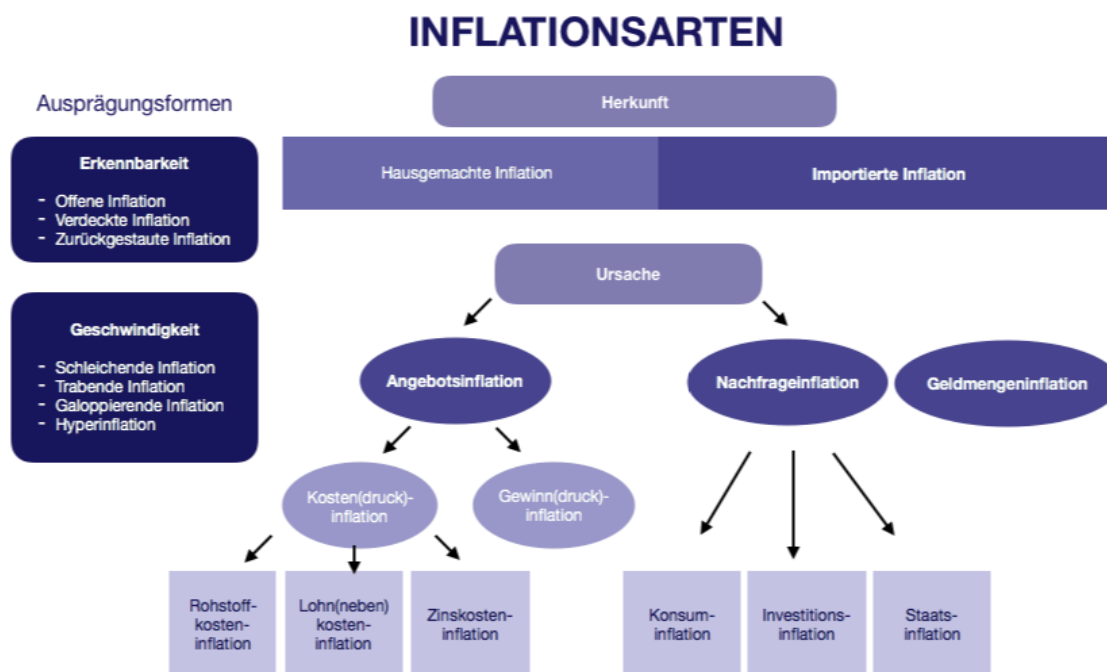 INFLATIONSARTEN
Ausprägungsformen
Erkennbarkeit
- Offene Inflation
- Verdeckte Inflation
- Zurückgestaute Inflation
Geschwindigkeit
- Schleichende Inflation
- Trabende Inflation
- Galoppierende Inflation
- Hyperinflation
Herkunft
Hausgemachte Inflation
Importierte Inflation
Ursache
Angebotsinflation
Nachfrageinflation
Geldmengeninflation
Kosten(druck)-
inflation
Gewinn(druck)-
inflation
Rohstoff-
kosten-
inflation
Lohn(neben)
kosten-
inflation
Zinskosten-
inflation
Konsum-
inflation
Investitions-
inflation
Staats-
inflation